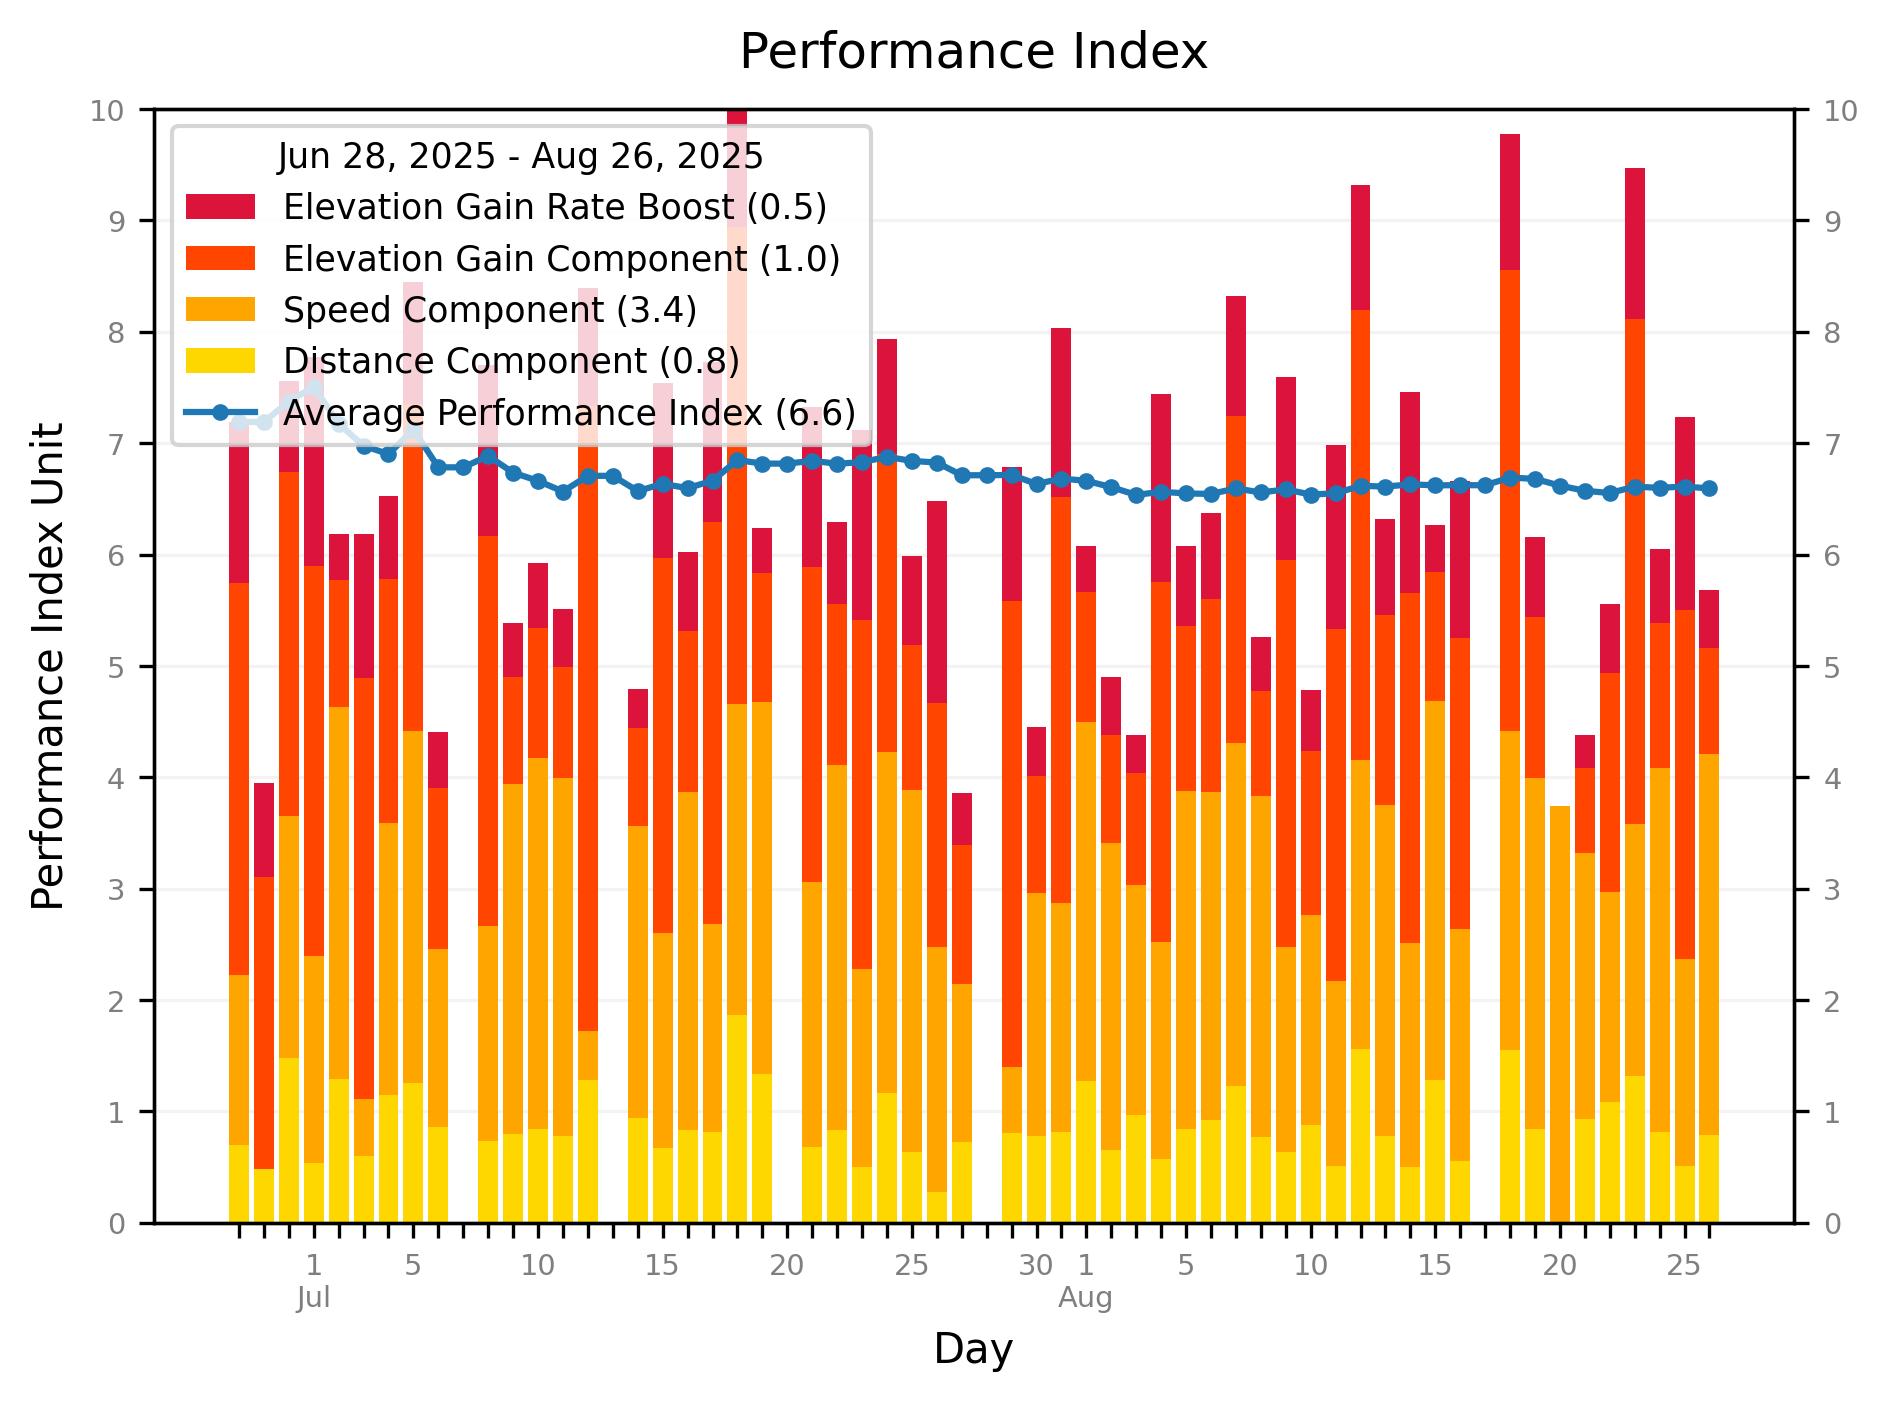 Performance Index
Jun 28, 2025 - Aug 26, 2025
Elevation Gain Rate Boost (0.5)
Elevation Gain Component (1.0)
Speed Component (3.4)
Distance Component (0.8)
Average Performance Index (6.6)
Performance Index Unit
10 10
9 9
8 8
7 7
6 6
5 5
4 4
3 3
2 2
1 1
0 0
1 5 10 15 20 25 30 1 5 10 15 20 25
Jul Aug
Day